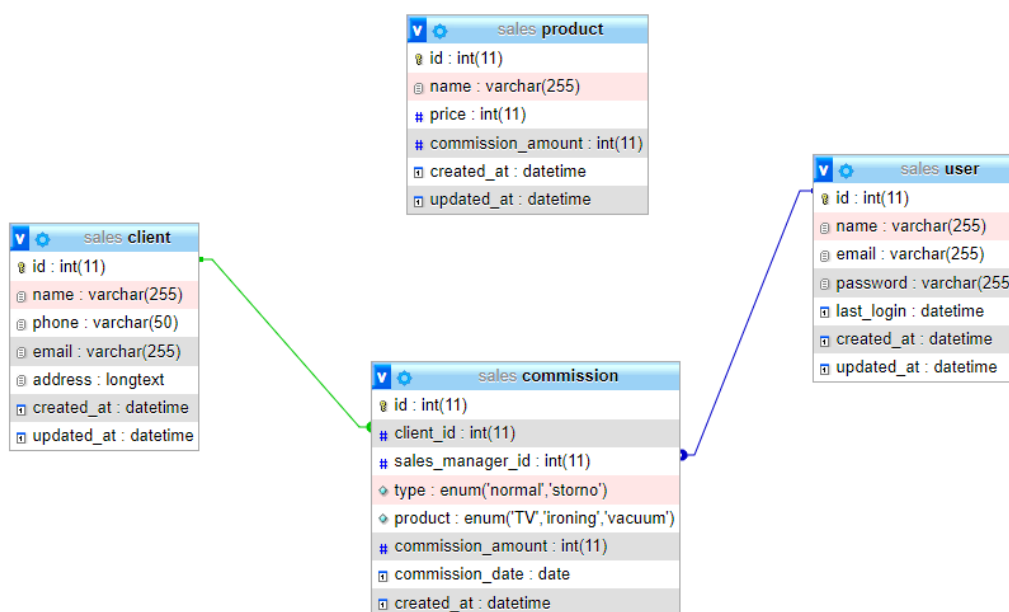 sales product
id : int(11)
name : varchar(255)
price : int(11)
commission_amount : int(11)
created_at : datetime
updated_at : datetime
sales user
id : int(11)
name : varchar(255)
email : varchar(255)
password : varchar(255
last_login : datetime
created_at : datetime
updated_at : datetime
sales client
id : int(11)
name : varchar(255)
phone : varchar(50)
email : varchar(255)
address : longtext
created_at : datetime
updated_at : datetime
sales commission
id : int(11)
client_id : int(11)
sales_manager_id : int(11)
type : enum('normal','storno')
product : enum('TV','ironing','vacuum')
commission_amount : int(11)
commission_date : date
created_at : datetime